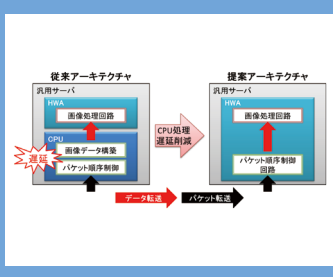 従来アーキテクチャ
汎用サーバ
HWA
画像処理回路
CPU
画像データ構築
パケット順序制御
遅延
CPU処理
遅延削減
提案アーキテクチャ
汎用サーバ
HWA
画像処理回路
パケット順序制御
回路
データ転送
パケット転送